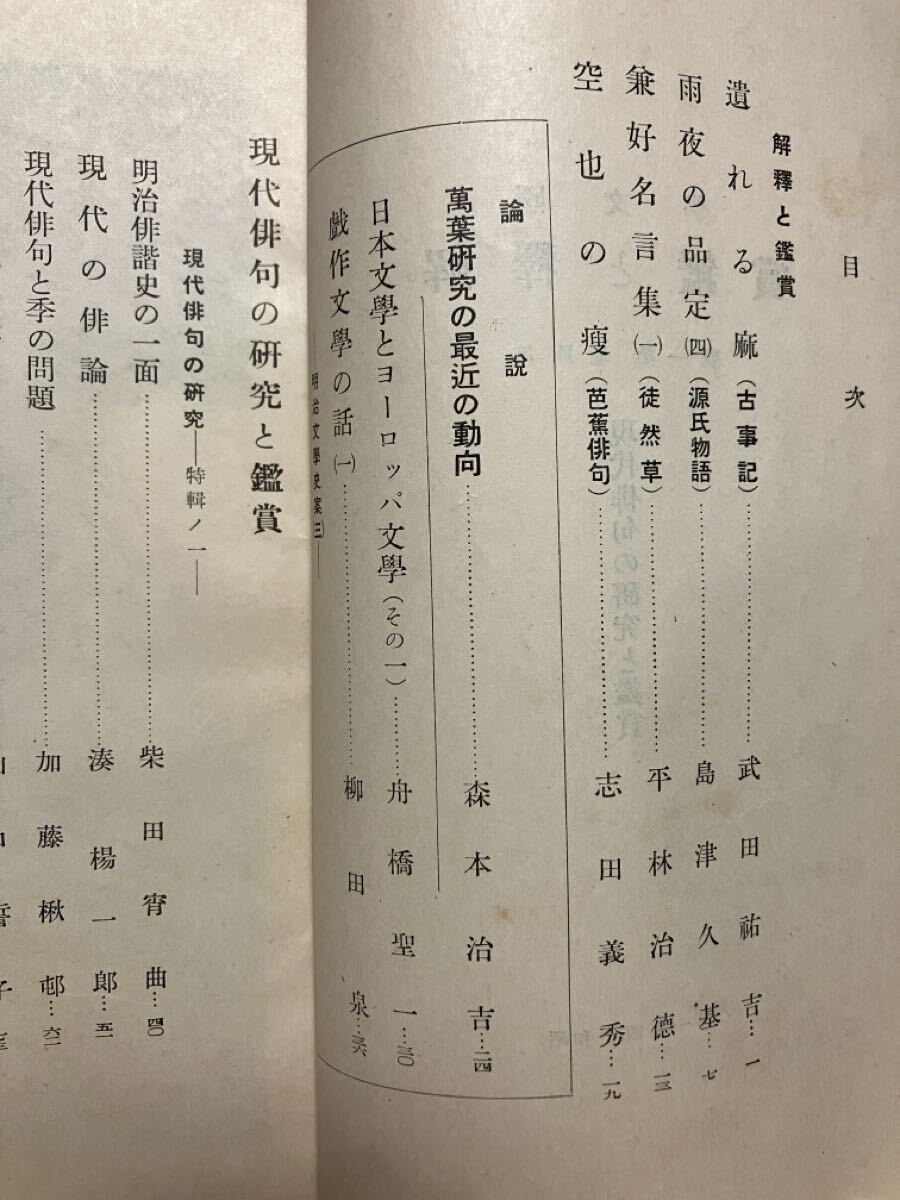 目次
解釋と鑑賞
遺れる麻（古事記）………武田祐吉…一
雨夜の品定㈣（源氏物語）………島津久基…七
兼好名言集㈠（徒然草）………平林治德…一三
空也の瘦（芭蕉俳句）………志田義秀…一九
論說
萬葉硏究の最近の動向………森本治吉…二四
日本文學とヨーロッパ文學（その一）………舟橋聖一…三〇
戲作文學の話㈠………柳田泉…三六
――明治文學史案㈢――
現代俳句の硏究と鑑賞
現代俳句の硏究――特輯ノ一――
明治俳諧史の一面………柴田宵曲…四〇
現代の俳論………湊楊一郎…五一
現代俳句と季の問題………加藤楸邨…六二